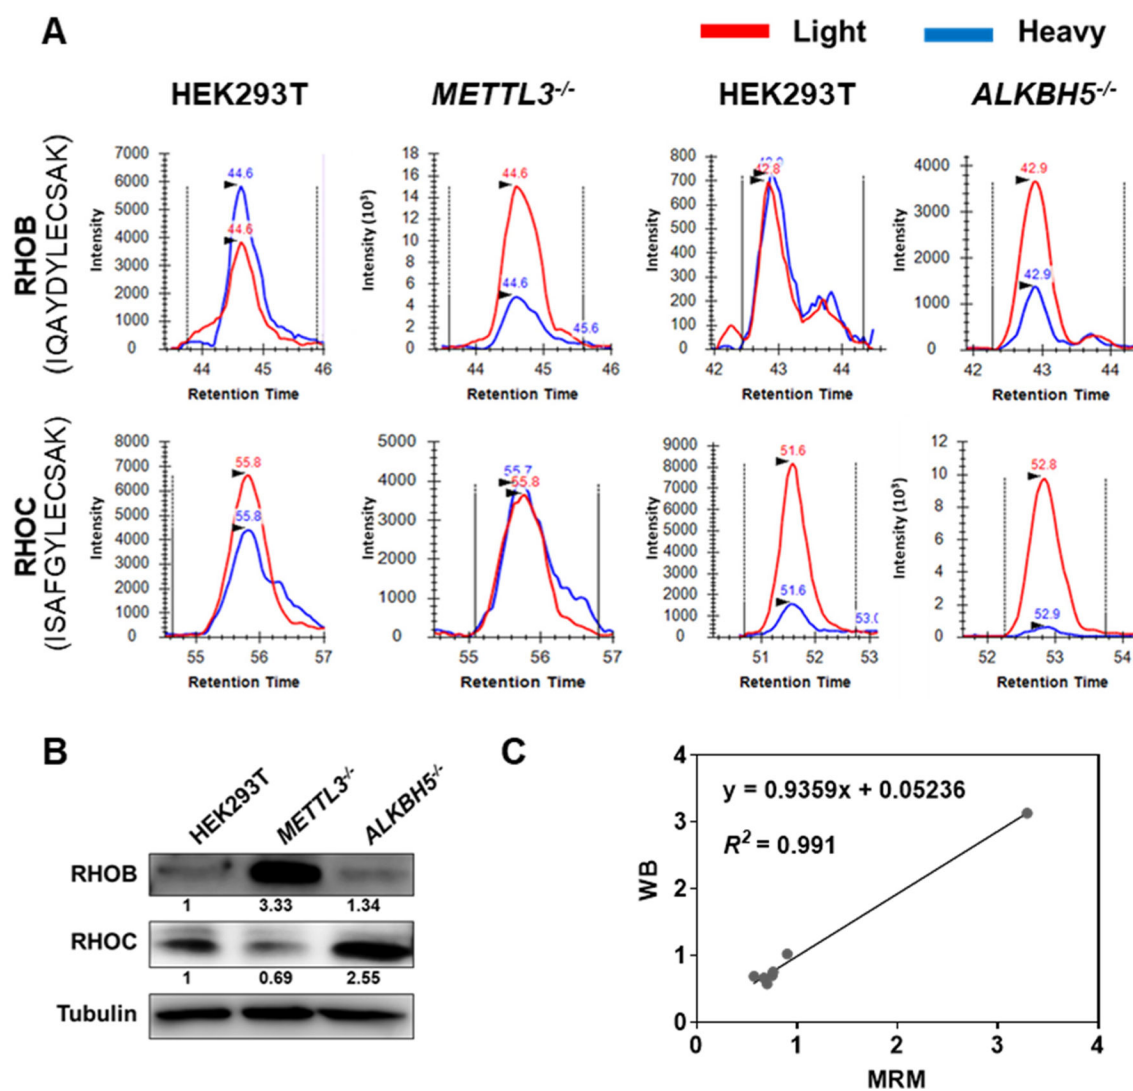 A
Light
Heavy
HEK293T
METTL3-/-
HEK293T
ALKBH5-/-
RHOB
(IQAYDYLECSAK)
7000
6000
5000
4000
3000
2000
1000
0
Intensity
44.6
44.6
44
45
46
Retention Time
18
16
14
12
10
8
6
4
2
0
Intensity (10³)
44.6
44.6
45.6
44
45
46
Retention Time
800
700
600
500
400
300
200
100
0
Intensity
42.8
42
43
44
Retention Time
4000
3000
2000
1000
0
Intensity
42.9
42.9
42
43
44
Retention Time
RHOC
(ISAFGYLECSAK)
8000
7000
6000
5000
4000
3000
2000
1000
0
Intensity
55.8
55.8
55
56
57
Retention Time
5000
4000
3000
2000
1000
0
Intensity
55.7
55.8
55
56
57
Retention Time
9000
8000
7000
6000
5000
4000
3000
2000
1000
0
Intensity
51.6
51.6
53.0
51
52
53
Retention Time
12
10
8
6
4
2
0
Intensity (10³)
52.8
52.9
52
53
54
Retention Time
B
HEK293T
METTL3-/-
ALKBH5-/-
RHOB
1 3.33 1.34
RHOC
1 0.69 2.55
Tubulin
C
4
3
2
1
0
WB
y = 0.9359x + 0.05236
R² = 0.991
0 1 2 3 4
MRM